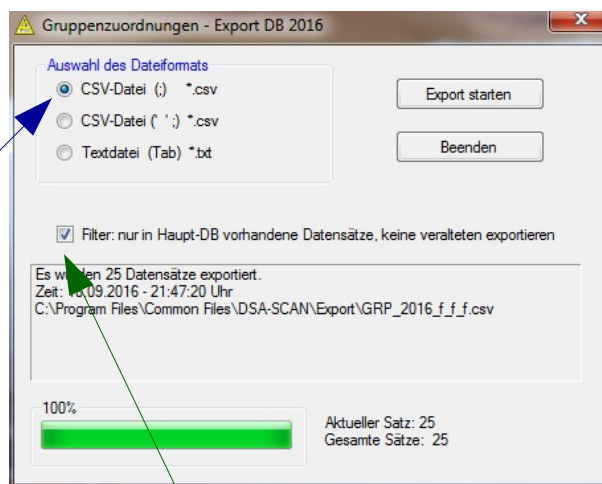 Gruppenzuordnungen - Export DB 2016
Auswahl des Dateiformats
CSV-Datei (;) *.csv
CSV-Datei (' ' ;) *.csv
Textdatei (Tab) *.txt
Export starten
Beenden
Filter: nur in Haupt-DB vorhandene Datensätze, keine veralteten exportieren
Es wurden 25 Datensätze exportiert.
Zeit: .09.2016 - 21:47:20 Uhr
C:\Program Files\Common Files\DSA-SCAN\Export\GRP_2016_f_f_f.csv
100%
Aktueller Satz: 25
Gesamte Sätze: 25